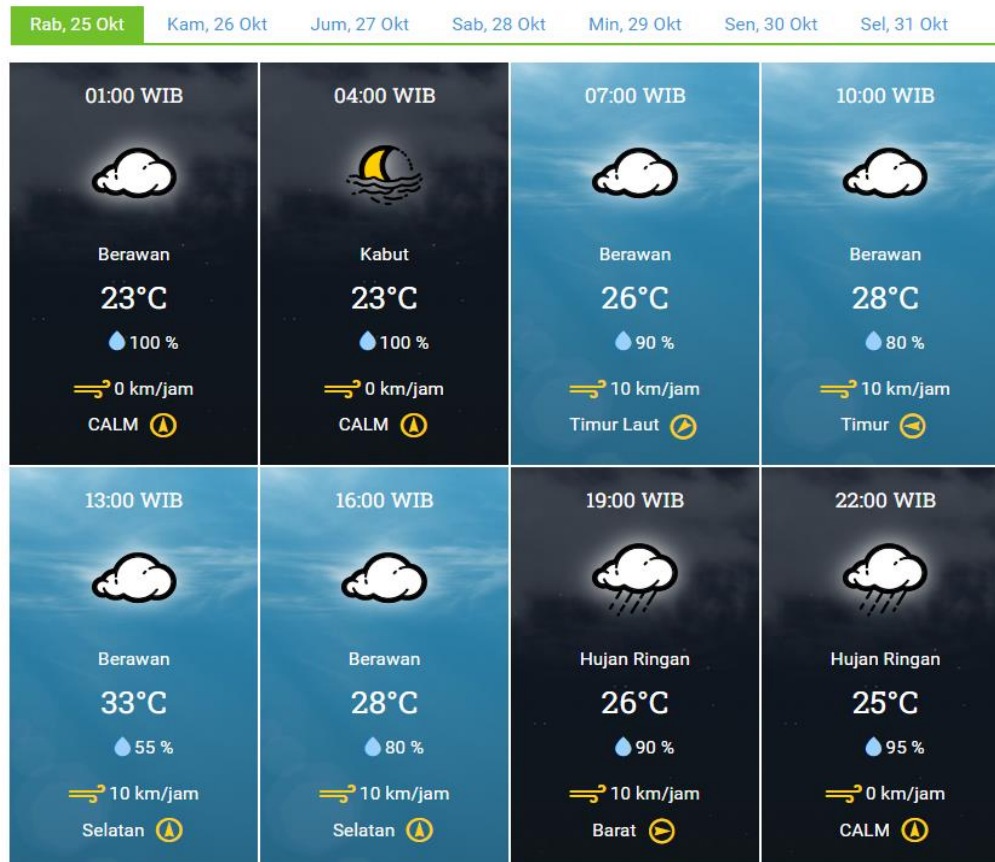 Rab, 25 Okt Kam, 26 Okt Jum, 27 Okt Sab, 28 Okt Min, 29 Okt Sen, 30 Okt Sel, 31 Okt
01:00 WIB
Berawan
23°C
100 %
0 km/jam
CALM
04:00 WIB
Kabut
23°C
100 %
0 km/jam
CALM
07:00 WIB
Berawan
26°C
90 %
10 km/jam
Timur Laut
10:00 WIB
Berawan
28°C
80 %
10 km/jam
Timur
13:00 WIB
Berawan
33°C
55 %
10 km/jam
Selatan
16:00 WIB
Berawan
28°C
80 %
10 km/jam
Selatan
19:00 WIB
Hujan Ringan
26°C
90 %
10 km/jam
Barat
22:00 WIB
Hujan Ringan
25°C
95 %
0 km/jam
CALM